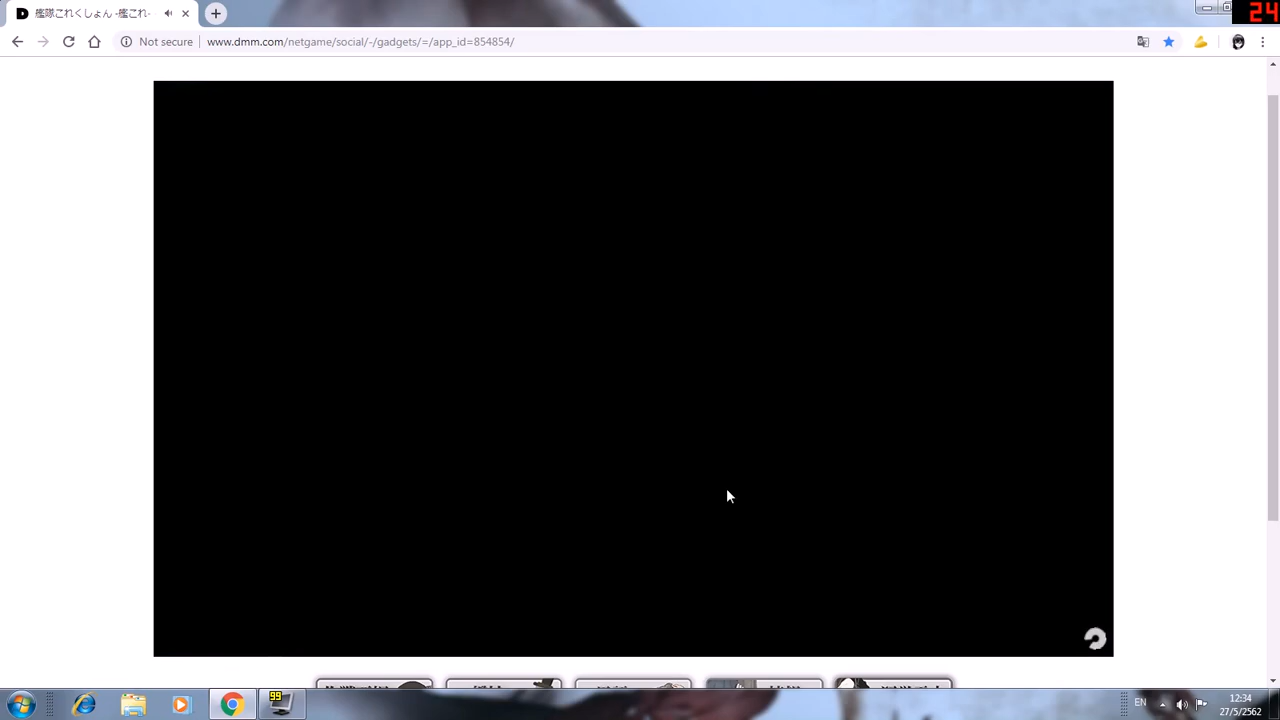 艦隊これくしょん -艦これ-
24
Not secure
www.dmm.com/netgame/social/-/gadgets/=/app_id=854854/
99
EN
12:34
27/5/2562